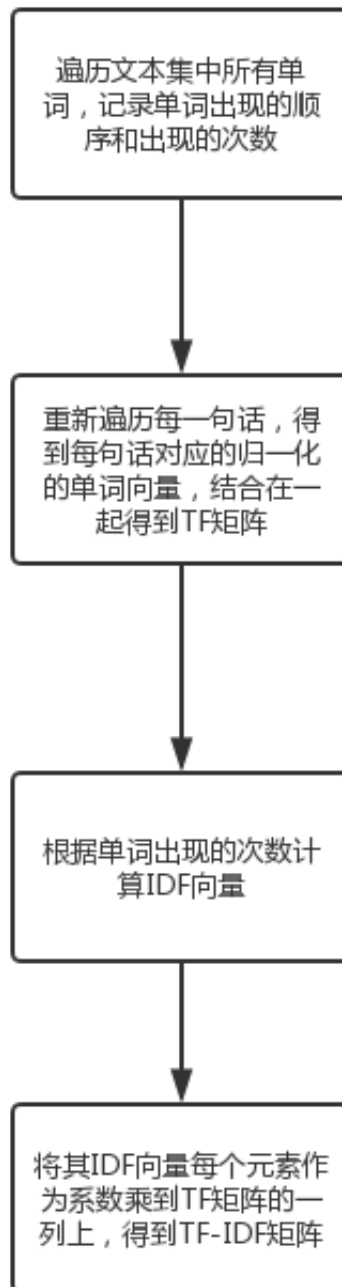 遍历文本集中所有单
词，记录单词出现的顺
序和出现的次数
重新遍历每一句话，得
到每句话对应的归一化
的单词向量，结合在一
起得到TF矩阵
根据单词出现的次数计
算IDF向量
将其IDF向量每个元素作
为系数乘到TF矩阵的一
列上，得到TF-IDF矩阵